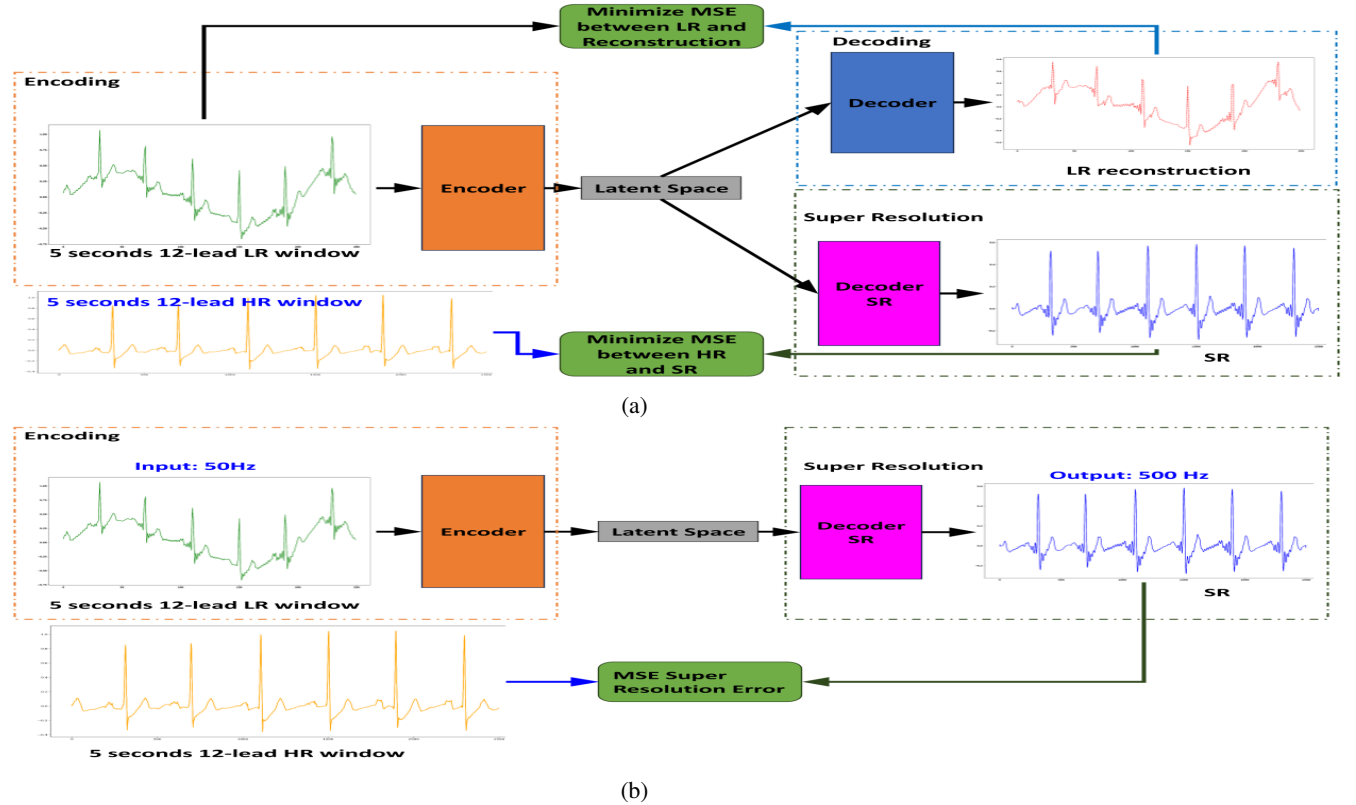 Minimize MSE
between LR and
Reconstruction
Decoding
Encoding
Decoder
Encoder
Latent Space
LR reconstruction
5 seconds 12-lead LR window
Super Resolution
5 seconds 12-lead HR window
Decoder
SR
Minimize MSE
between HR
and SR
SR
(a)
Encoding
Input: 50Hz
Super Resolution
Output: 500 Hz
Encoder
Latent Space
Decoder
SR
SR
5 seconds 12-lead LR window
MSE Super
Resolution Error
5 seconds 12-lead HR window
(b)